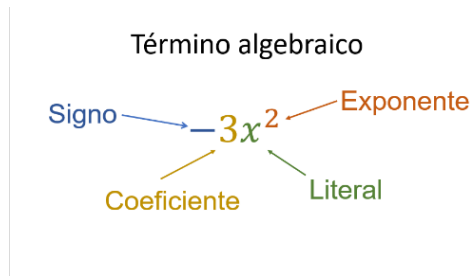 Término algebraico
Signo
Exponente
−3x²
Coeficiente
Literal